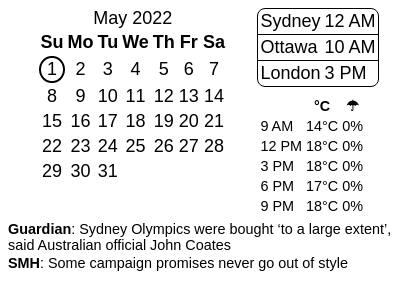 May 2022
Su Mo Tu We Th Fr Sa
1 2 3 4 5 6 7
8 9 10 11 12 13 14
15 16 17 18 19 20 21
22 23 24 25 26 27 28
29 30 31
Sydney 12 AM
Ottawa 10 AM
London 3 PM
°C ☂
9 AM 14°C 0%
12 PM 18°C 0%
3 PM 18°C 0%
6 PM 17°C 0%
9 PM 18°C 0%
Guardian: Sydney Olympics were bought ‘to a large extent’,
said Australian official John Coates
SMH: Some campaign promises never go out of style